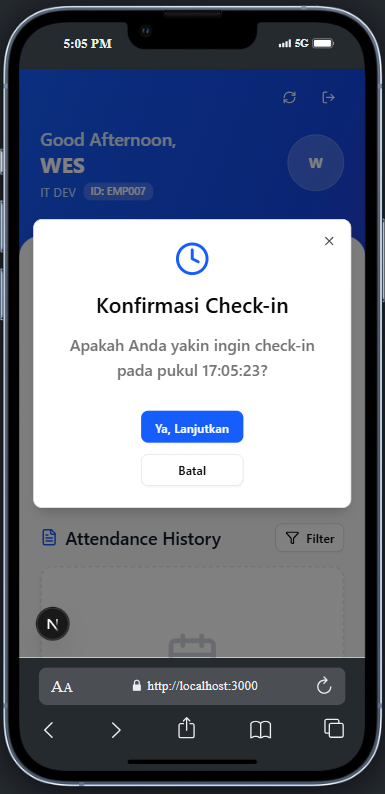 5:05 PM
5G
Good Afternoon,
WES
W
IT DEV
ID: EMP007
Konfirmasi Check-in
Apakah Anda yakin ingin check-in
pada pukul 17:05:23?
Ya, Lanjutkan
Batal
Attendance History
Filter
N
AA
http://localhost:3000